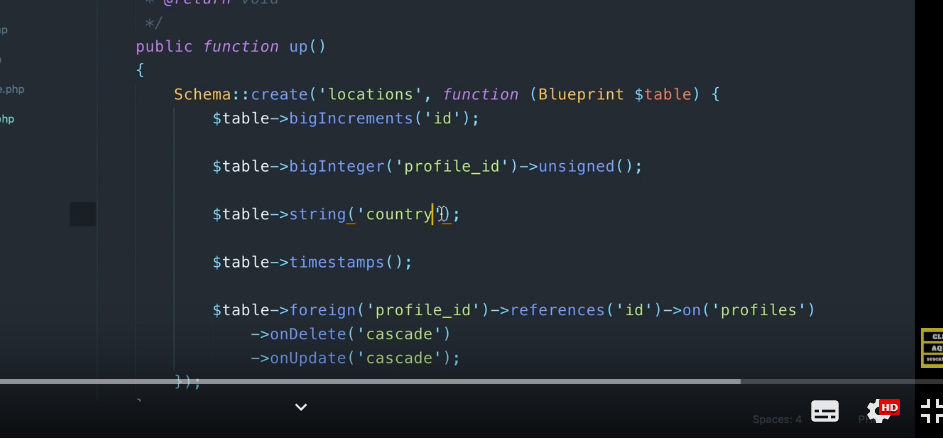 * @return void
*/
public function up()
{
Schema::create('locations', function (Blueprint $table) {
$table->bigIncrements('id');
$table->bigInteger('profile_id')->unsigned();
$table->string('country');
$table->timestamps();
$table->foreign('profile_id')->references('id')->on('profiles')
->onDelete('cascade')
->onUpdate('cascade');
});
e.php
HD
Spaces: 4